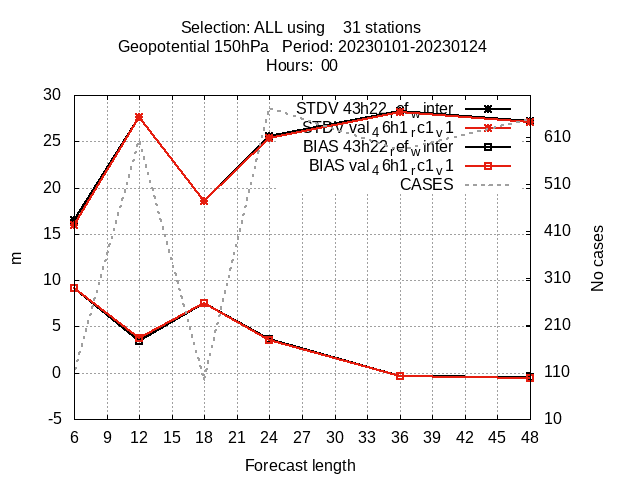 Selection: ALL using 31 stations
Geopotential 150hPa Period: 20230101-20230124
Hours: 00
STDV 43h22_ref_winter
STDV val_46h1_rc1_v1
BIAS 43h22_ref_winter
BIAS val_46h1_rc1_v1
CASES
30
25
20
15
10
5
0
-5
m
610
510
410
310
210
110
10
No cases
6 9 12 15 18 21 24 27 30 33 36 39 42 45 48
Forecast length